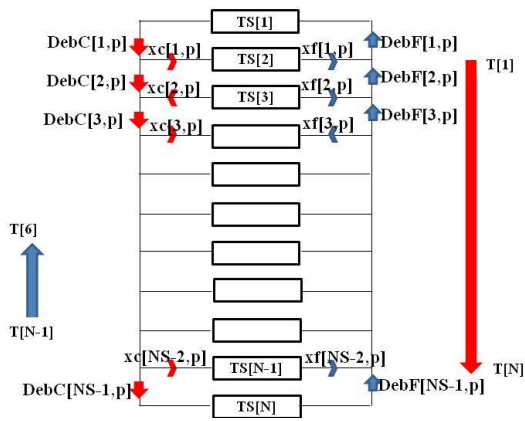 TS[1]
DebC[1,p]
DebF[1,p]
xc[1,p]
xf[1,p]
TS[2]
T[1]
DebC[2,p]
DebF[2,p]
xc[2,p]
xf[2,p]
TS[3]
DebC[3,p]
DebF[3,p]
xc[3,p]
xf[3,p]
T[6]
T[N-1]
xc[NS-2,p]
xf[NS-2,p]
TS[N-1]
T[N]
DebC[NS-1,p]
DebF[NS-1,p]
TS[N]